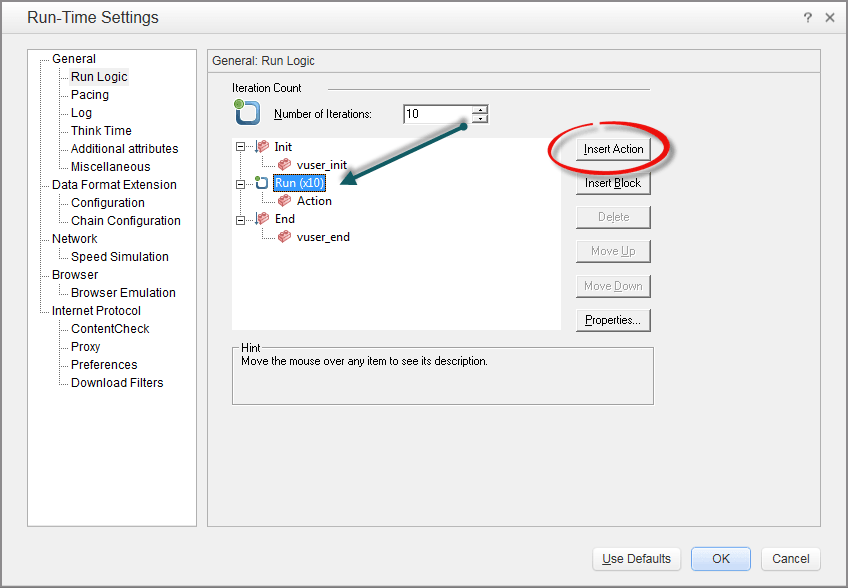 Run-Time Settings
?
General
Run Logic
Pacing
Log
Think Time
Additional attributes
Miscellaneous
Data Format Extension
Configuration
Chain Configuration
Network
Speed Simulation
Browser
Browser Emulation
Internet Protocol
ContentCheck
Proxy
Preferences
Download Filters
General: Run Logic
Iteration Count
Number of Iterations: 10
Init
vuser_init
Run (x10)
Action
End
vuser_end
Insert Action
Insert Block
Delete
Move Up
Move Down
Properties...
Hint
Move the mouse over any item to see its description.
Use Defaults
OK
Cancel